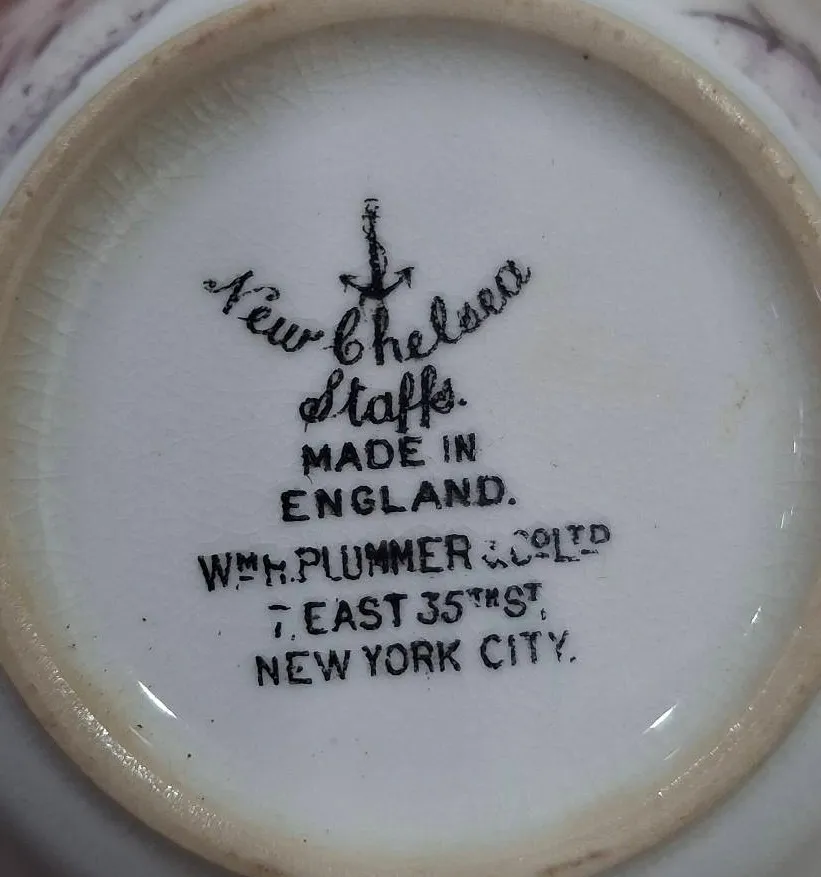 New Chelsea
Staffs.
MADE IN
ENGLAND.
WM H. PLUMMER & CO LTD
7, EAST 35TH ST,
NEW YORK CITY.